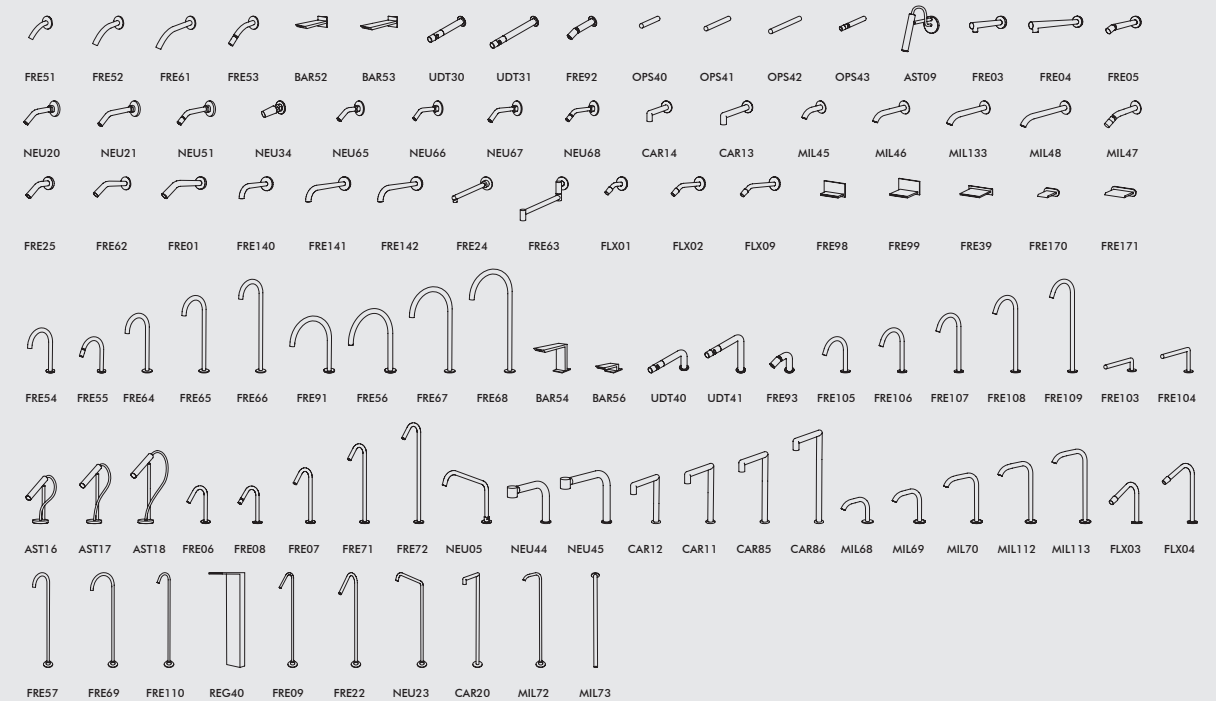 FRE51 FRE52 FRE61 FRE53 BAR52 BAR53 UDT30 UDT31 FRE92 OPS40 OPS41 OPS42 OPS43 AST09 FRE03 FRE04 FRE05
NEU20 NEU21 NEU51 NEU34 NEU65 NEU66 NEU67 NEU68 CAR14 CAR13 MIL45 MIL46 MIL133 MIL48 MIL47
FRE25 FRE62 FRE01 FRE140 FRE141 FRE142 FRE24 FRE63 FLX01 FLX02 FLX09 FRE98 FRE99 FRE39 FRE170 FRE171
FRE54 FRE55 FRE64 FRE65 FRE66 FRE91 FRE56 FRE67 FRE68 BAR54 BAR56 UDT40 UDT41 FRE93 FRE105 FRE106 FRE107 FRE108 FRE109 FRE103 FRE104
AST16 AST17 AST18 FRE06 FRE08 FRE07 FRE71 FRE72 NEU05 NEU44 NEU45 CAR12 CAR11 CAR85 CAR86 MIL68 MIL69 MIL70 MIL112 MIL113 FLX03 FLX04
FRE57 FRE69 FRE110 REG40 FRE09 FRE22 NEU23 CAR20 MIL72 MIL73